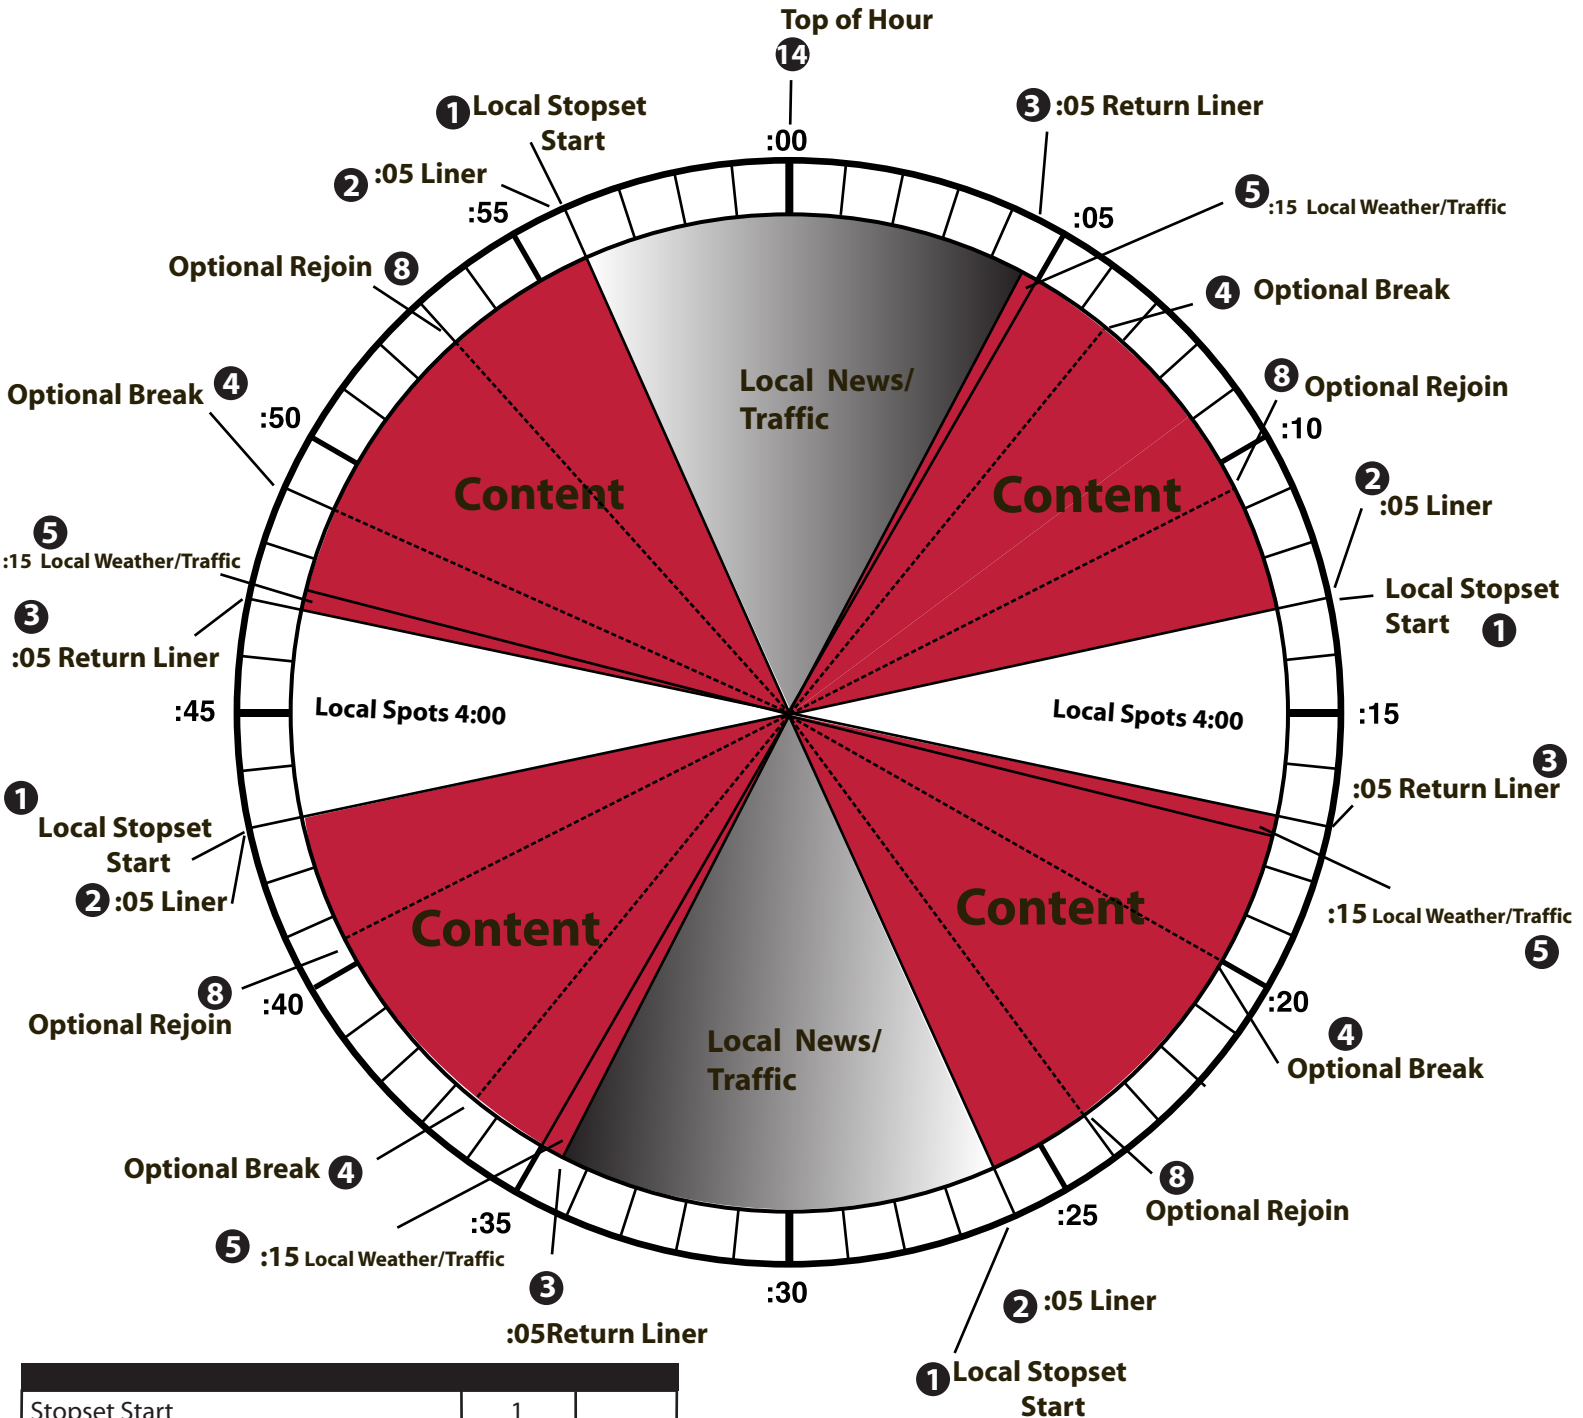 Top of Hour
14
1 Local Stopset
Start
3 :05 Return Liner
:00
2 :05 Liner
:55
:05
5 :15 Local Weather/Traffic
Optional Rejoin 8
4 Optional Break
Optional Break 4
:50
Local News/
Traffic
8 Optional Rejoin
:10
Content
Content
2
:05 Liner
5
:15 Local Weather/Traffic
Local Stopset
Start 1
3
:05 Return Liner
:45
Local Spots 4:00
Local Spots 4:00
:15
3
:05 Return Liner
1
Local Stopset
Start
2 :05 Liner
Content
Content
:15 Local Weather/Traffic
5
8
Optional Rejoin
:40
:20
4
Optional Break
Local News/
Traffic
Optional Break 4
8
Optional Rejoin
:35
:25
5 :15 Local Weather/Traffic
3
:05Return Liner
:30
2 :05 Liner
1 Local Stopset
Start
Stopset Start 1